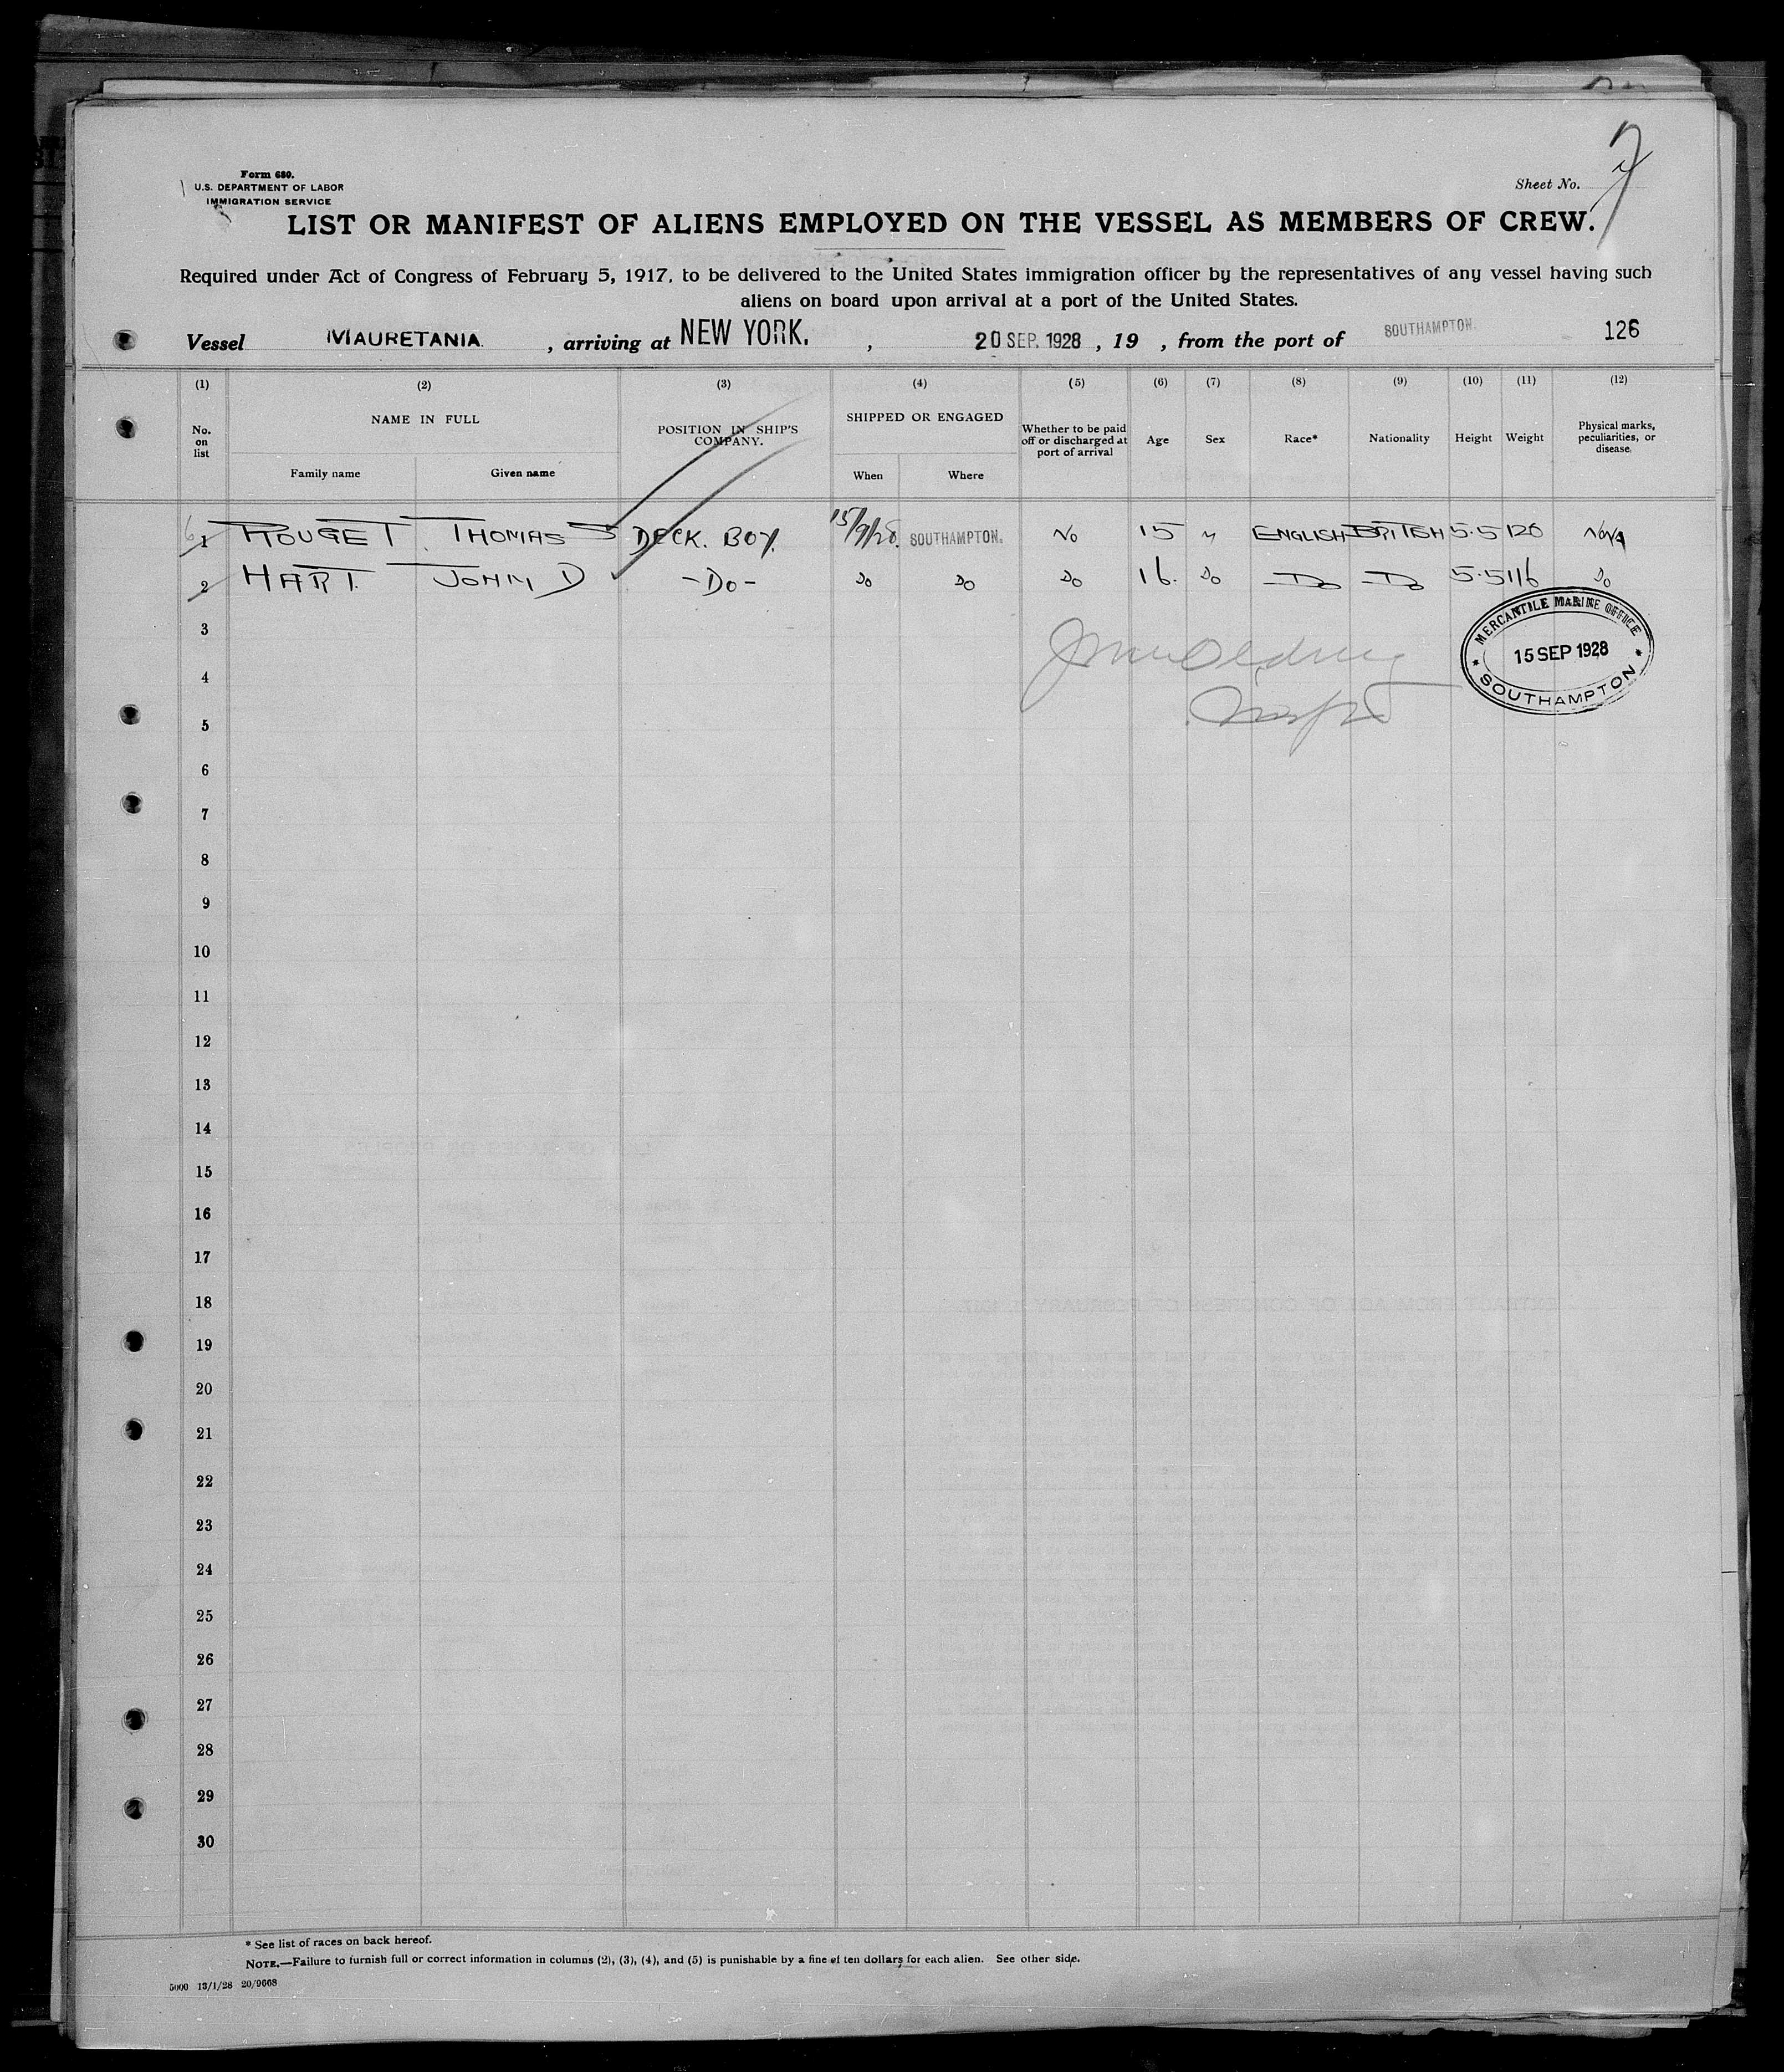 Form 680.
U.S. DEPARTMENT OF LABOR
IMMIGRATION SERVICE
Sheet No.
LIST OR MANIFEST OF ALIENS EMPLOYED ON THE VESSEL AS MEMBERS OF CREW.
Required under Act of Congress of February 5, 1917, to be delivered to the United States immigration officer by the representatives of any vessel having such
aliens on board upon arrival at a port of the United States.
Vessel MAURETANIA , arriving at NEW YORK. , 20 SEP. 1928 , 19 , from the port of SOUTHAMPTON. 126
(1) (2) (3) (4) (5) (6) (7) (8) (9) (10) (11) (12)
No. on list NAME IN FULL POSITION IN SHIP'S COMPANY. SHIPPED OR ENGAGED Whether to be paid off or discharged at port of arrival Age Sex Race* Nationality Height Weight Physical marks, peculiarities, or disease.
Family name Given name When Where
1 ROUGET THOMAS S DECK. BOY. 15/9/28. SOUTHAMPTON. No 15 M ENGLISH BRITISH 5.5 120
2 HART. JOHN D -Do- Do Do Do 16. Do Do Do 5.5 116 Do
MERCANTILE MARINE OFFICE
15 SEP 1928
SOUTHAMPTON
3
4
5
6
7
8
9
10
11
12
13
14
15
16
17
18
19
20
21
22
23
24
25
26
27
28
29
30
* See list of races on back hereof.
NOTE.—Failure to furnish full or correct information in columns (2), (3), (4), and (5) is punishable by a fine of ten dollars for each alien. See other side.
5000 13/1/28 20/9668